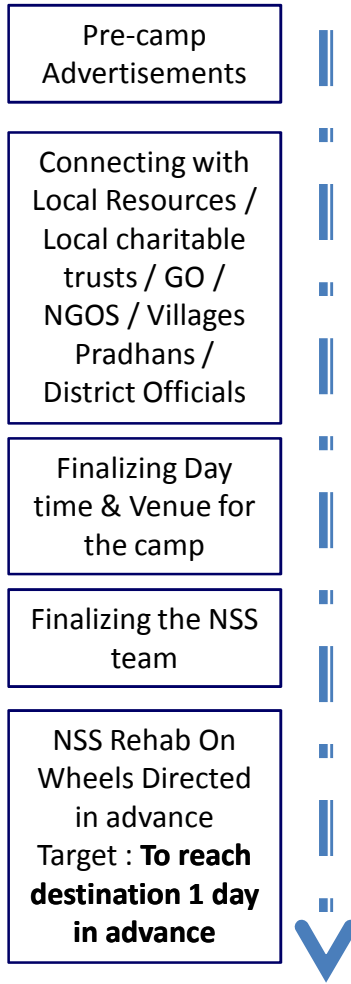 Pre-camp
Advertisements
Connecting with
Local Resources /
Local charitable
trusts / GO /
NGOS / Villages
Pradhans /
District Officials
Finalizing Day
time & Venue for
the camp
Finalizing the NSS
team
NSS Rehab On
Wheels Directed
in advance
Target : To reach
destination 1 day
in advance